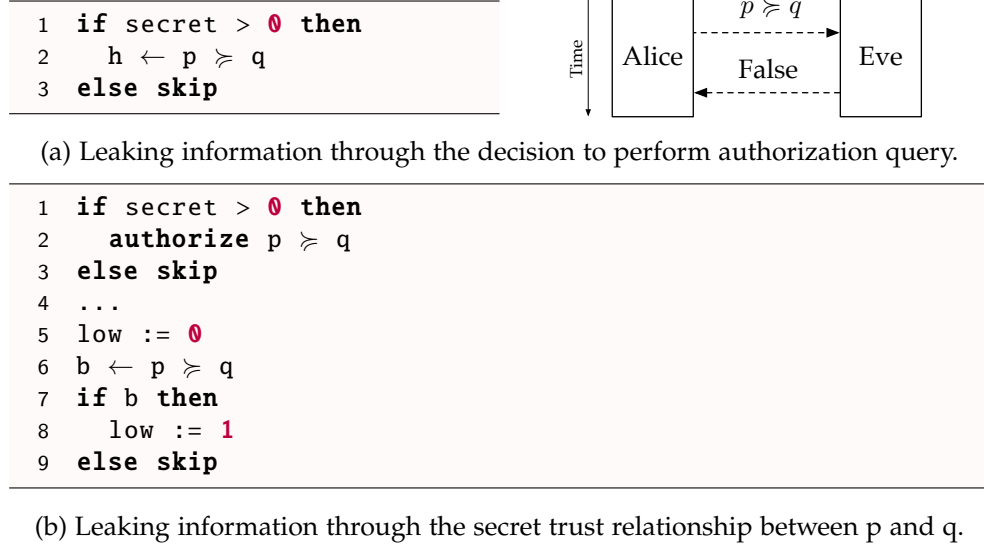 1 if secret > 0 then
2 h ← p ≽ q
3 else skip
p ≽ q
Time
Alice
Eve
False
(a) Leaking information through the decision to perform authorization query.
1 if secret > 0 then
2 authorize p ≽ q
3 else skip
4 ...
5 low := 0
6 b ← p ≽ q
7 if b then
8 low := 1
9 else skip
(b) Leaking information through the secret trust relationship between p and q.